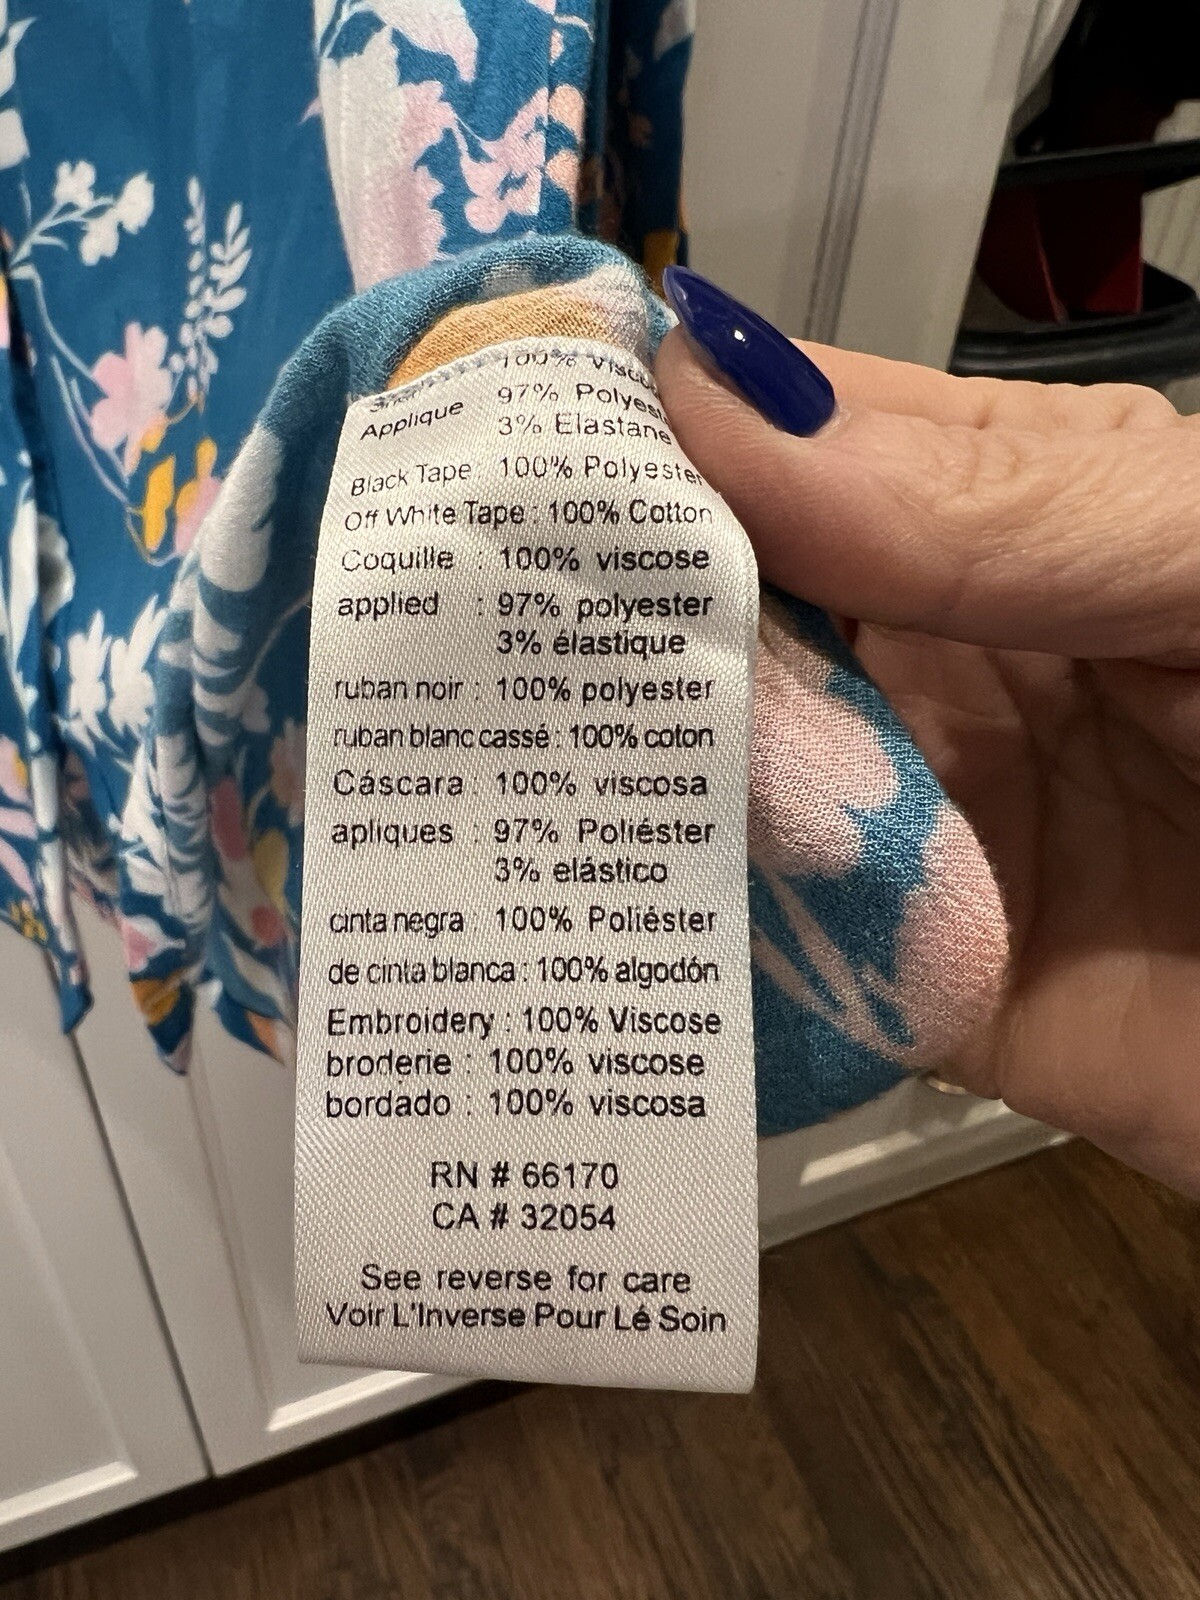 100% Visco
97% Polyest
Applique
3% Elastane
Black Tape: 100% Polyester
Off White Tape : 100% Cotton
Coquille : 100% viscose
applied : 97% polyester
3% élastique
ruban noir : 100% polyester
ruban blanc cassé : 100% coton
Cáscara : 100% viscosa
apliques : 97% Poliéster
3% elástico
cinta negra : 100% Poliéster
de cinta blanca : 100% algodón
Embroidery : 100% Viscose
broderie : 100% viscose
bordado : 100% viscosa
RN # 66170
CA # 32054
See reverse for care
Voir L'Inverse Pour Lé Soin